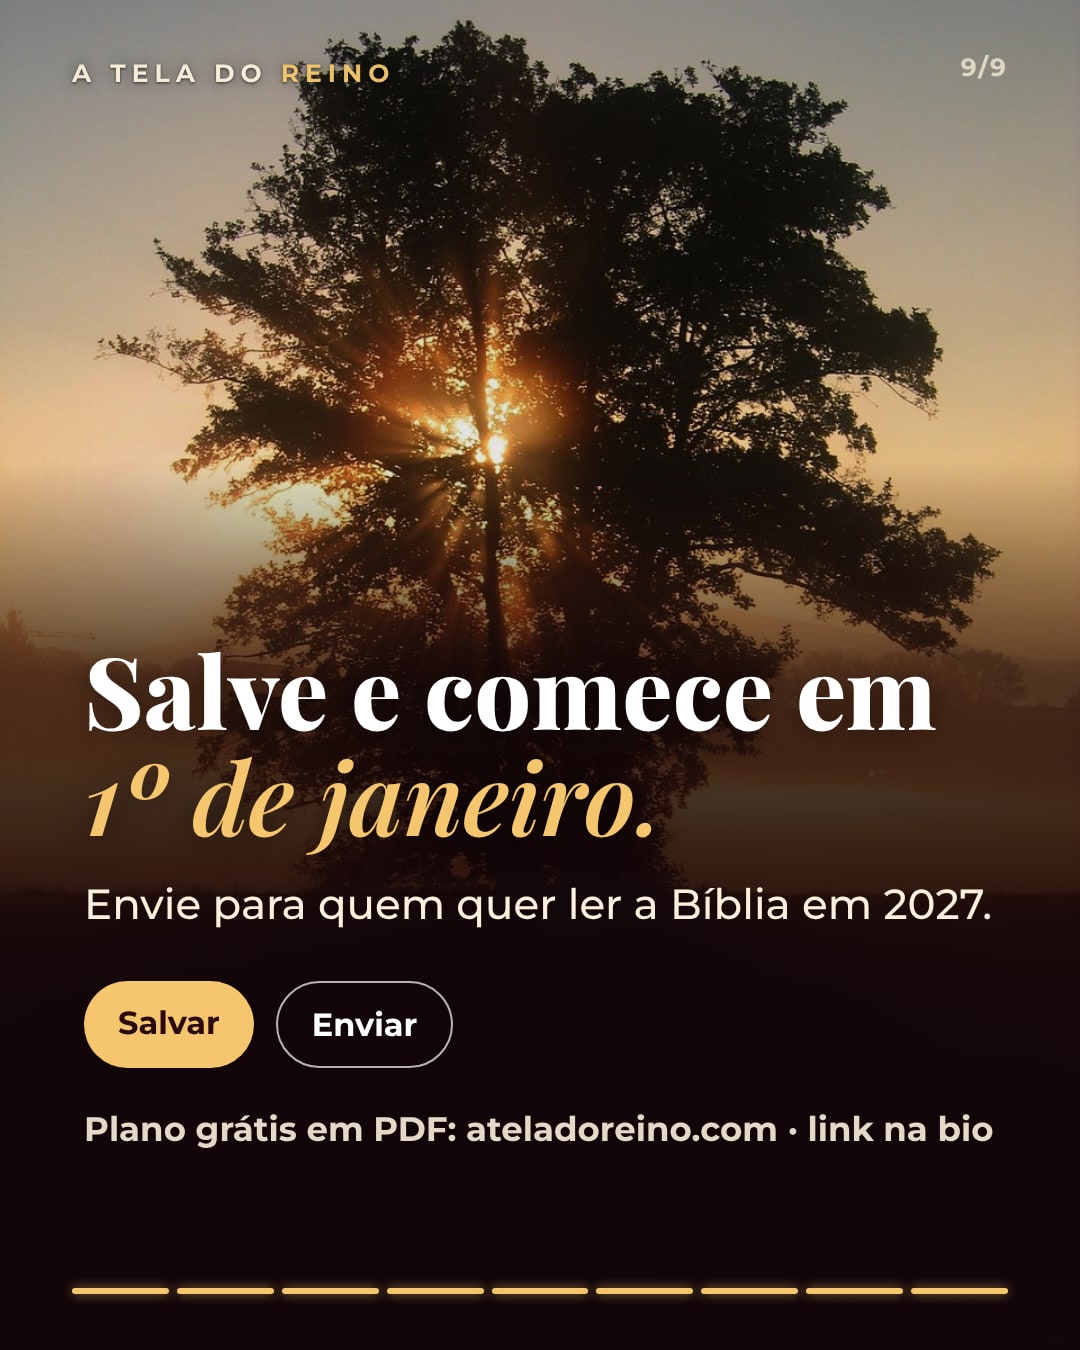 A TELA DO REINO
9/9
Salve e comece em
1º de janeiro.
Envie para quem quer ler a Bíblia em 2027.
Salvar
Enviar
Plano grátis em PDF: ateladoreino.com · link na bio